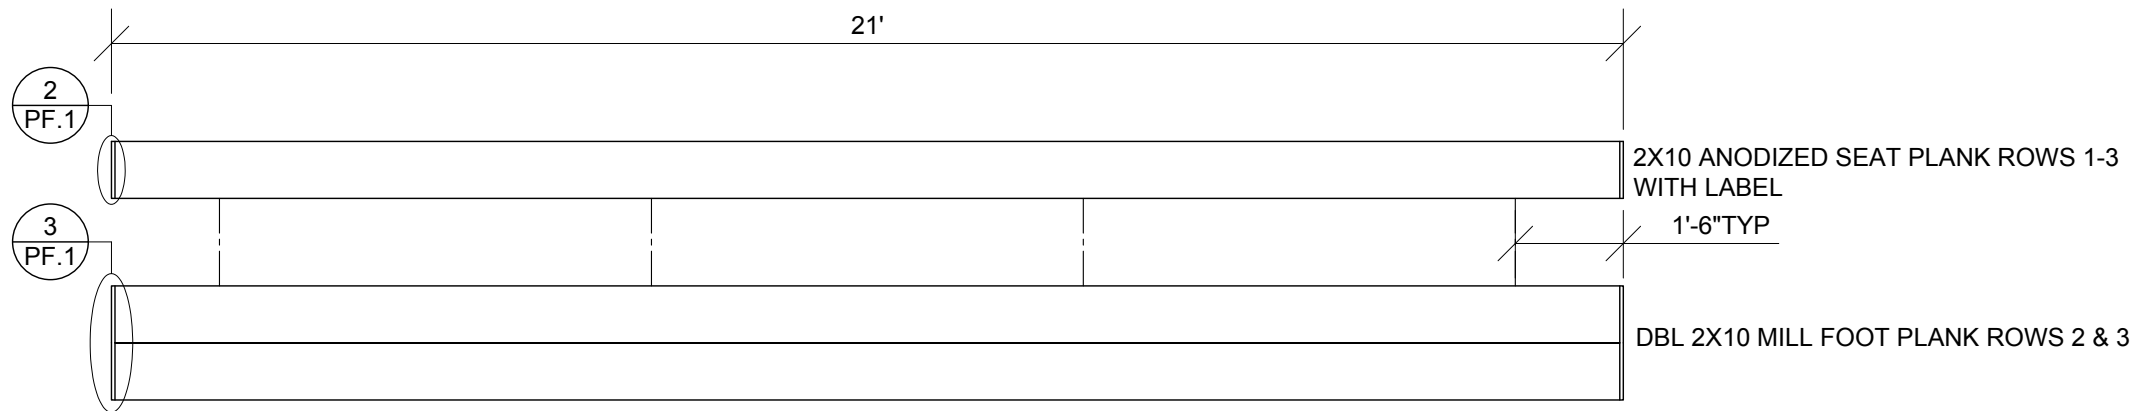 21'
2
PF.1
2X10 ANODIZED SEAT PLANK ROWS 1-3
WITH LABEL
3
PF.1
1'-6"TYP
DBL 2X10 MILL FOOT PLANK ROWS 2 & 3